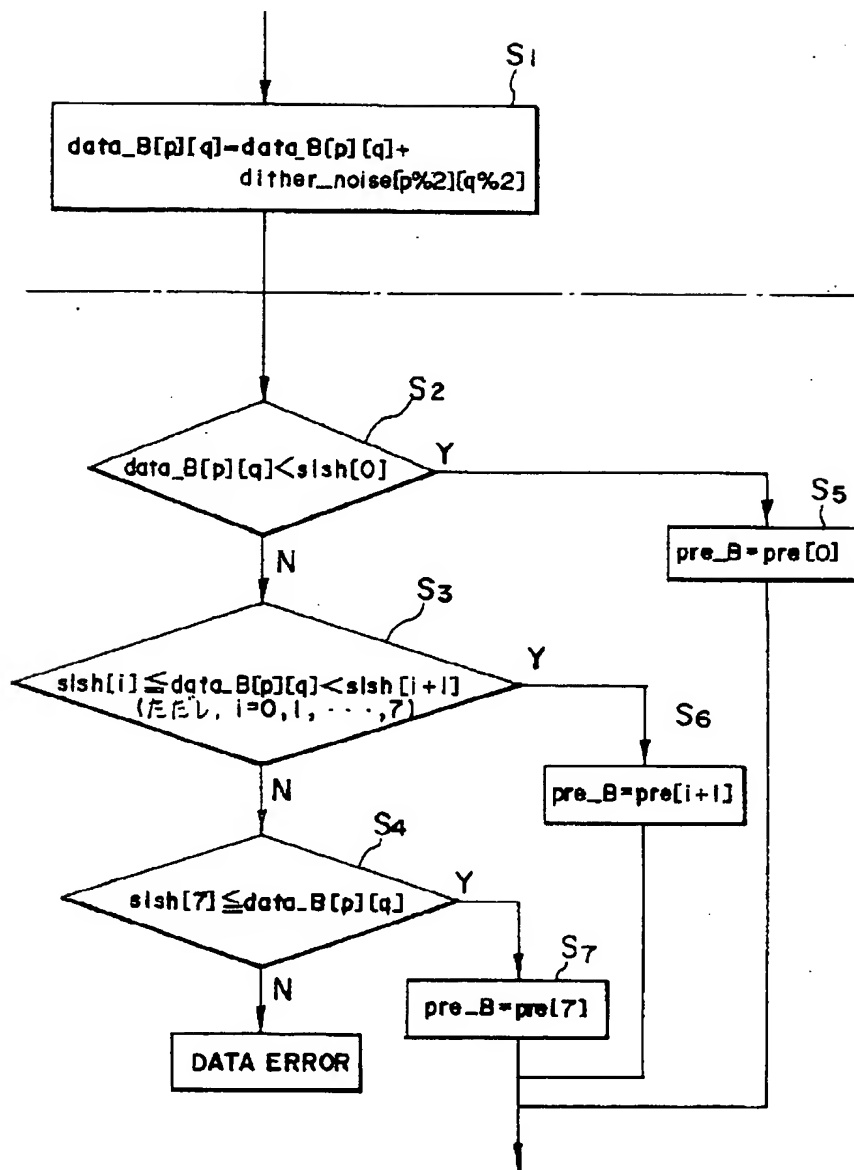 S1
data_B[p][q]=data_B[p][q]+
dither_noise[p%2][q%2]
S2
data_B[p][q]<slsh[0]
Y
S5
pre_B=pre[0]
N
S3
slsh[i]≦data_B[p][q]<slsh[i+1]
(ただし, i=0,1, ···,7)
Y
S6
pre_B=pre[i+1]
N
S4
slsh[7]≦data_B[p][q]
Y
S7
pre_B=pre[7]
N
DATA ERROR